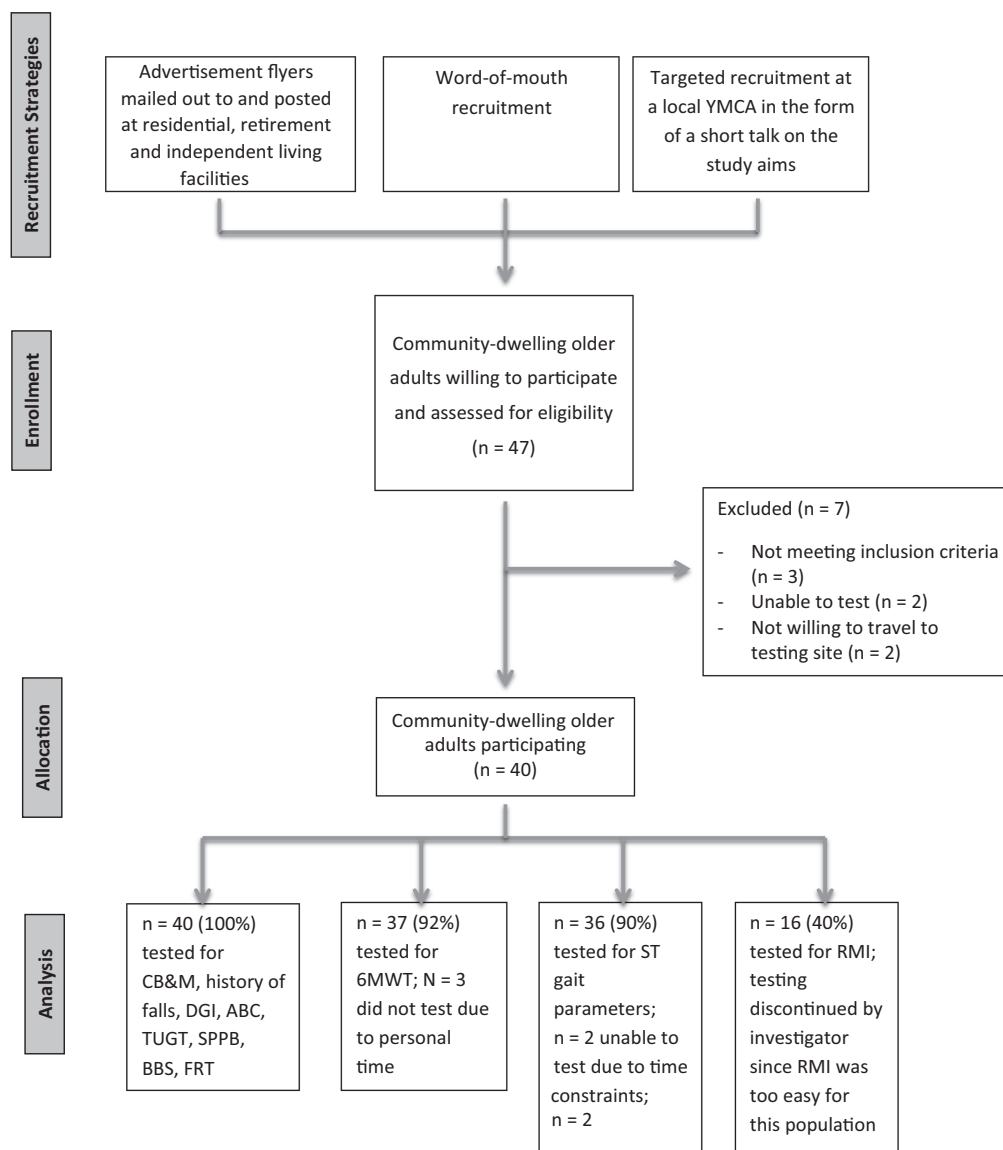 Recruitment Strategies
Advertisement flyers
mailed out to and posted
at residential, retirement
and independent living
facilities
Word-of-mouth
recruitment
Targeted recruitment at
a local YMCA in the form
of a short talk on the
study aims
Enrollment
Community-dwelling older
adults willing to participate
and assessed for eligibility
(n = 47)
Excluded (n = 7)
- Not meeting inclusion criteria
(n = 3)
- Unable to test (n = 2)
- Not willing to travel to
testing site (n = 2)
Allocation
Community-dwelling older
adults participating
(n = 40)
Analysis
n = 40 (100%)
tested for
CB&M, history of
falls, DGI, ABC,
TUGT, SPPB,
BBS, FRT
n = 37 (92%)
tested for
6MWT; N = 3
did not test due
to personal
time
n = 36 (90%)
tested for ST
gait
parameters;
n = 2 unable to
test due to time
constraints;
n = 2
n = 16 (40%)
tested for RMI;
testing
discontinued by
investigator
since RMI was
too easy for
this population